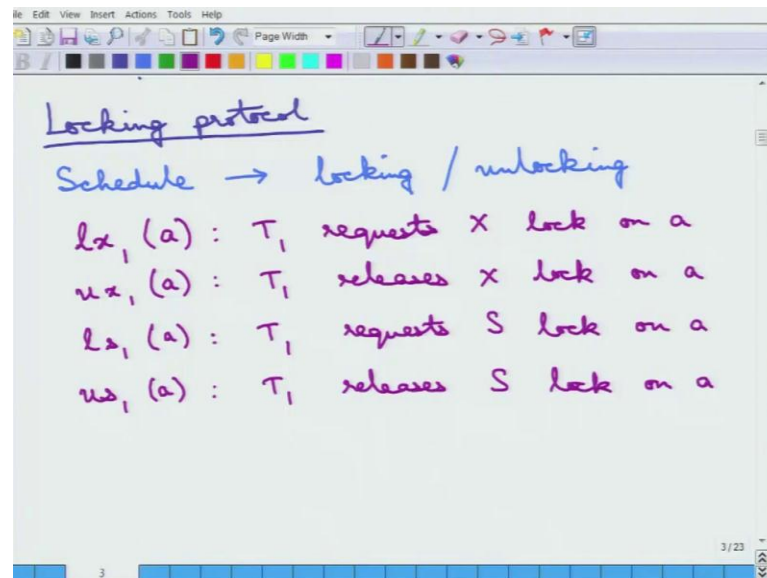 ile Edit View Insert Actions Tools Help
Page Width
B I
Locking protocol
Schedule → locking / unlocking
lx₁ (a) : T₁ requests X lock on a
ux₁ (a) : T₁ releases X lock on a
ls₁ (a) : T₁ requests S lock on a
us₁ (a) : T₁ releases S lock on a
3/23
3